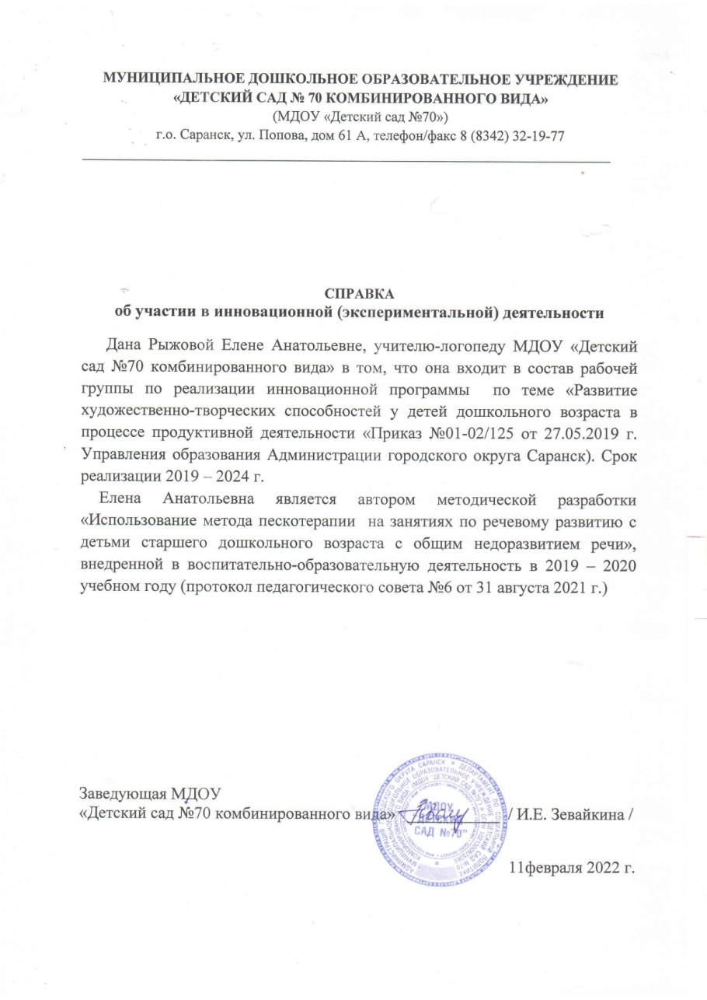 МУНИЦИПАЛЬНОЕ ДОШКОЛЬНОЕ ОБРАЗОВАТЕЛЬНОЕ УЧРЕЖДЕНИЕ
«ДЕТСКИЙ САД № 70 КОМБИНИРОВАННОГО ВИДА»
(МДОУ «Детский сад №70»)
г.о. Саранск, ул. Попова, дом 61 А, телефон/факс 8 (8342) 32-19-77
СПРАВКА
об участии в инновационной (экспериментальной) деятельности
Дана Рыжовой Елене Анатольевне, учителю-логопеду МДОУ «Детский
сад №70 комбинированного вида» в том, что она входит в состав рабочей
группы по реализации инновационной программы по теме «Развитие
художественно-творческих способностей у детей дошкольного возраста в
процессе продуктивной деятельности «Приказ №01-02/125 от 27.05.2019 г.
Управления образования Администрации городского округа Саранск). Срок
реализации 2019 – 2024 г.
Елена Анатольевна является автором методической разработки
«Использование метода пескотерапии на занятиях по речевому развитию с
детьми старшего дошкольного возраста с общим недоразвитием речи»,
внедренной в воспитательно-образовательную деятельность в 2019 – 2020
учебном году (протокол педагогического совета №6 от 31 августа 2021 г.)
Заведующая МДОУ
«Детский сад №70 комбинированного вида» / И.Е. Зевайкина /
МДОУ
"ДЕТСКИЙ
САД №70"
11февраля 2022 г.